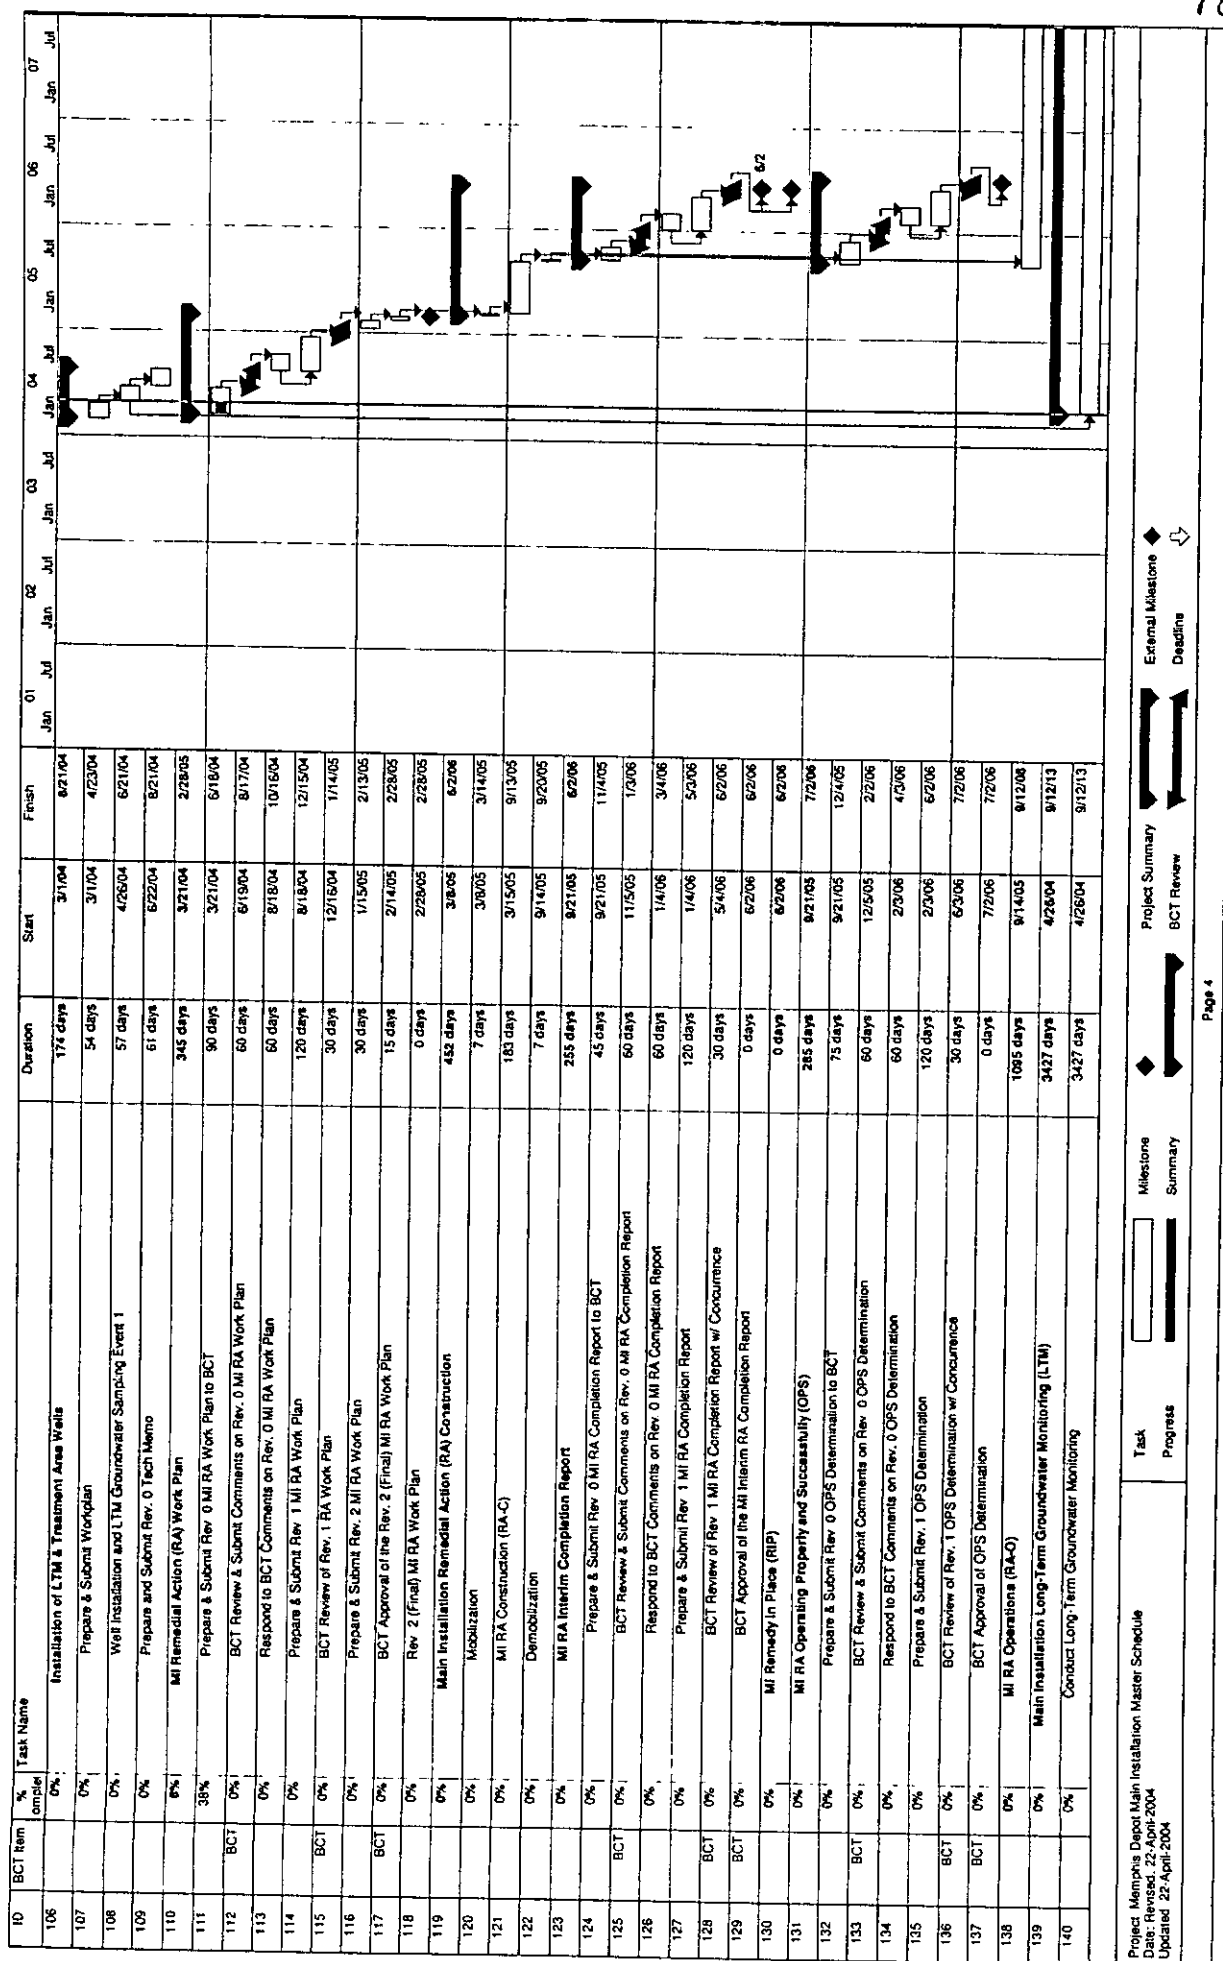 ID BCT Item % omplet Task Name Duration Start Finish Jan 01 Jul Jan 02 Jul Jan 03 Jul Jan 04 Jul Jan 05 Jul Jan 06 Jul Jan 07 Jul
106 0% Installation of LTM & Treatment Area Wells 174 days 3/1/04 8/21/04
107 0% Prepare & Submit Workplan 54 days 3/1/04 4/23/04
108 0% Well Installation and LTM Groundwater Sampling Event 1 57 days 4/26/04 6/21/04
109 0% Prepare and Submit Rev. 0 Tech Memo 61 days 6/22/04 8/21/04
110 8% MI Remedial Action (RA) Work Plan 345 days 3/21/04 2/28/05
111 38% Prepare & Submit Rev 0 MI RA Work Plan to BCT 90 days 3/21/04 6/18/04
112 BCT 0% BCT Review & Submit Comments on Rev. 0 MI RA Work Plan 60 days 6/19/04 8/17/04
113 0% Respond to BCT Comments on Rev. 0 MI RA Work Plan 60 days 8/18/04 10/16/04
114 0% Prepare & Submit Rev 1 MI RA Work Plan 120 days 8/18/04 12/15/04
115 BCT 0% BCT Review of Rev. 1 RA Work Plan 30 days 12/16/04 1/14/05
116 0% Prepare & Submit Rev. 2 MI RA Work Plan 30 days 1/15/05 2/13/05
117 BCT 0% BCT Approval of the Rev. 2 (Final) MI RA Work Plan 15 days 2/14/05 2/28/05
118 0% Rev 2 (Final) MI RA Work Plan 0 days 2/28/05 2/28/05
119 0% Main Installation Remedial Action (RA) Construction 452 days 3/8/05 6/2/06
120 0% Mobilization 7 days 3/8/05 3/14/05
121 0% MI RA Construction (RA-C) 183 days 3/15/05 9/13/05
122 0% Demobilization 7 days 9/14/05 9/20/05
123 0% MI RA Interim Completion Report 255 days 9/21/05 6/2/06
124 0% Prepare & Submit Rev 0 MI RA Completion Report to BCT 45 days 9/21/05 11/4/05
125 BCT 0% BCT Review & Submit Comments on Rev. 0 MI RA Completion Report 60 days 11/5/05 1/3/06
126 0% Respond to BCT Comments on Rev. 0 MI RA Completion Report 60 days 1/4/06 3/4/06
127 0% Prepare & Submit Rev 1 MI RA Completion Report 120 days 1/4/06 5/3/06
128 BCT 0% BCT Review of Rev 1 MI RA Completion Report w/ Concurrence 30 days 5/4/06 6/2/06
129 BCT 0% BCT Approval of the MI Interim RA Completion Report 0 days 6/2/06 6/2/06 6/2
130 0% MI Remedy in Place (RIP) 0 days 6/2/06 6/2/06
131 0% MI RA Operating Properly and Successfully (OPS) 285 days 9/21/05 7/2/06
132 0% Prepare & Submit Rev 0 OPS Determination to BCT 75 days 9/21/05 12/4/05
133 BCT 0% BCT Review & Submit Comments on Rev 0 OPS Determination 60 days 12/5/05 2/2/06
134 0% Respond to BCT Comments on Rev. 0 OPS Determination 60 days 2/3/06 4/3/06
135 0% Prepare & Submit Rev. 1 OPS Determination 120 days 2/3/06 6/2/06
136 BCT 0% BCT Review of Rev. 1 OPS Determination w/ Concurrence 30 days 6/3/06 7/2/06
137 BCT 0% BCT Approval of OPS Determination 0 days 7/2/06 7/2/06
138 0% MI RA Operations (RA-O) 1095 days 9/14/05 9/12/08
139 0% Main Installation Long-Term Groundwater Monitoring (LTM) 3427 days 4/26/04 9/12/13
140 0% Conduct Long-Term Groundwater Monitoring 3427 days 4/26/04 9/12/13
Project Memphis Depot Main Installation Master Schedule
Date: Revised. 22-April-2004
Updated 22-April-2004
Task Milestone Project Summary External Milestone
Progress Summary BCT Review Deadline
Page 4